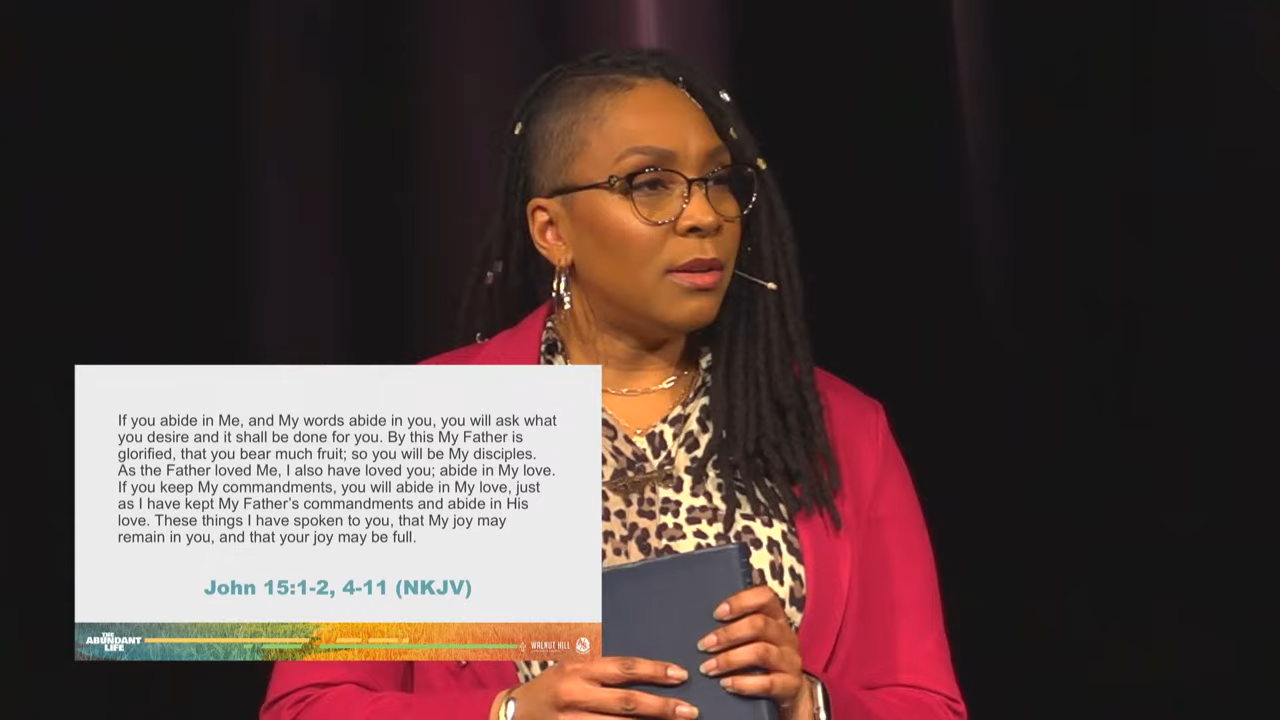 If you abide in Me, and My words abide in you, you will ask what
you desire and it shall be done for you. By this My Father is
glorified, that you bear much fruit; so you will be My disciples.
As the Father loved Me, I also have loved you; abide in My love.
If you keep My commandments, you will abide in My love, just
as I have kept My Father’s commandments and abide in His
love. These things I have spoken to you, that My joy may
remain in you, and that your joy may be full.
John 15:1-2, 4-11 (NKJV)
THE
ABUNDANT
LIFE
WALNUT HILL